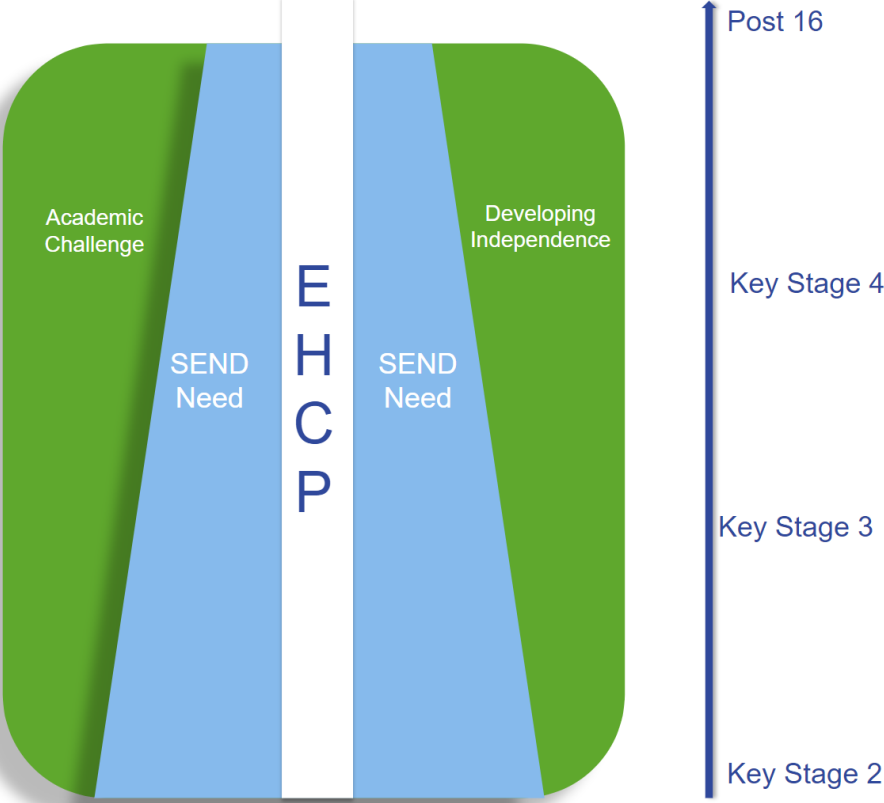 Post 16
Academic
Challenge
Developing
Independence
Key Stage 4
SEND
Need
E
H
C
P
SEND
Need
Key Stage 3
Key Stage 2